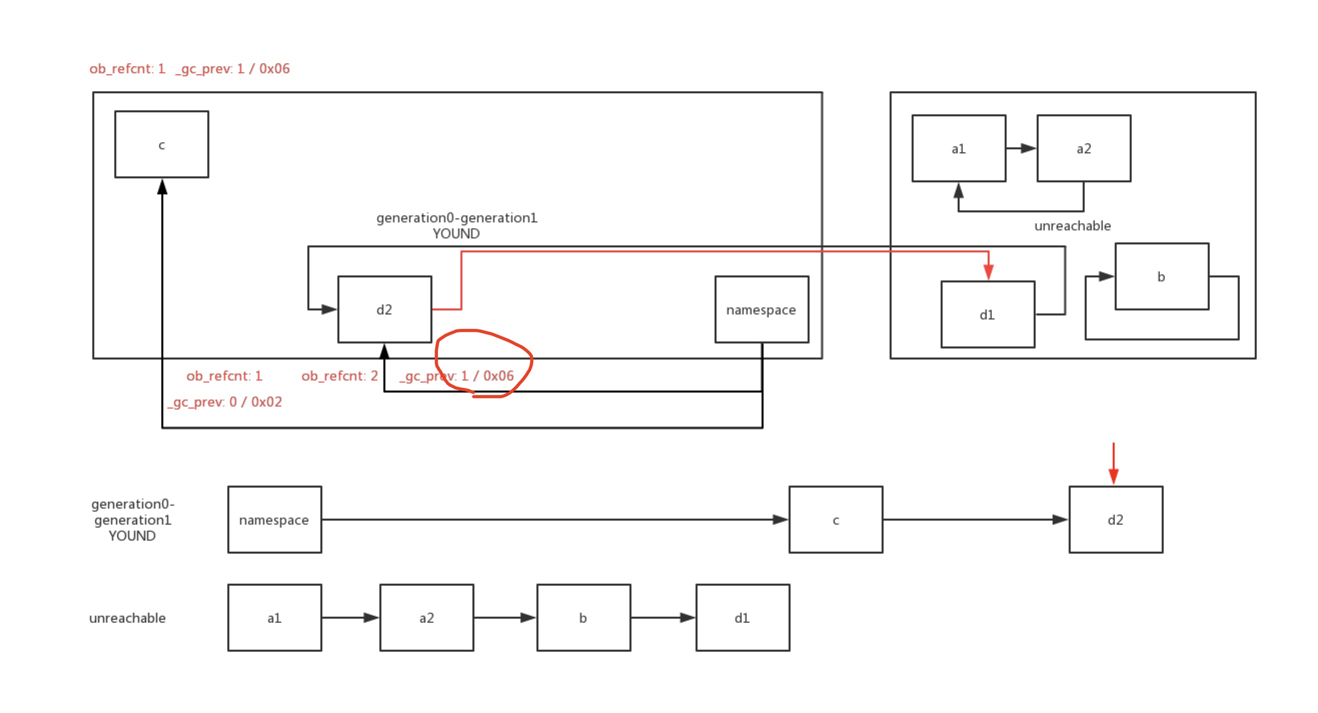 ob_refcnt: 1 _gc_prev: 1 / 0x06
c
a1
a2
generation0-generation1
YOUND
unreachable
d2
namespace
d1
b
ob_refcnt: 1
ob_refcnt: 2
_gc_prev: 1 / 0x06
_gc_prev: 0 / 0x02
generation0-
generation1
YOUND
namespace
c
d2
unreachable
a1
a2
b
d1